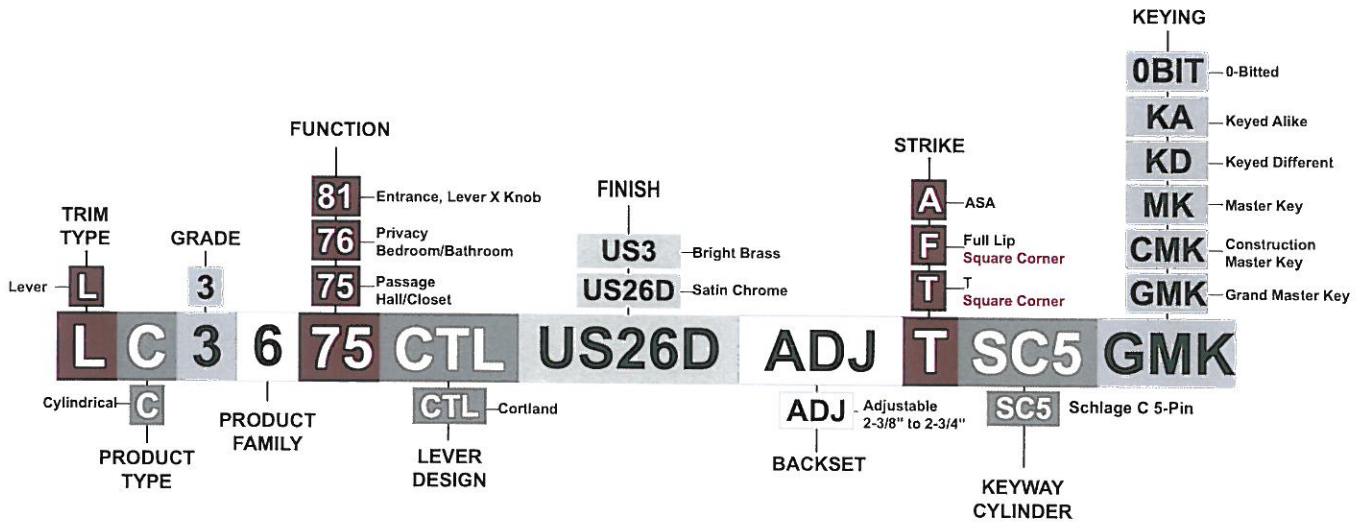 KEYING
0BIT 0-Bitted
KA Keyed Alike
KD Keyed Different
MK Master Key
CMK Construction
Master Key
GMK Grand Master Key
FUNCTION
81 Entrance, Lever X Knob
76 Privacy
Bedroom/Bathroom
75 Passage
Hall/Closet
STRIKE
A ASA
F Full Lip
Square Corner
T T
Square Corner
FINISH
US3 Bright Brass
US26D Satin Chrome
TRIM
TYPE
Lever L
GRADE
3
L C 3 6 75 CTL US26D ADJ T SC5 GMK
Cylindrical C
PRODUCT
TYPE
PRODUCT
FAMILY
CTL Cortland
LEVER
DESIGN
ADJ Adjustable
2-3/8" to 2-3/4"
BACKSET
SC5 Schlage C 5-Pin
KEYWAY
CYLINDER